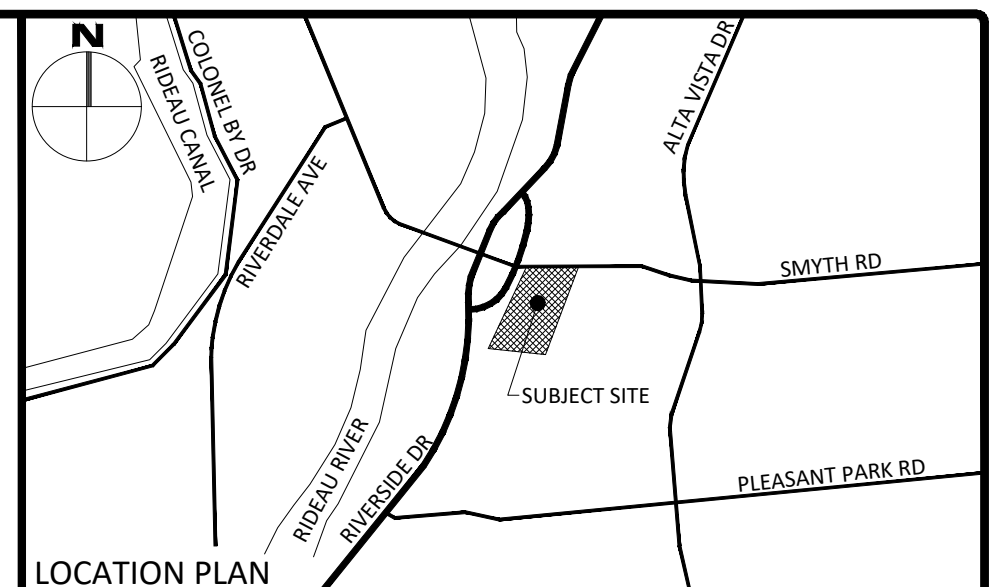 N
COLONEL BY DR
RIDEAU CANAL
ALTA VISTA DR
RIVERDALE AVE
SMYTH RD
SUBJECT SITE
RIDEAU RIVER
RIVERSIDE DR
PLEASANT PARK RD
LOCATION PLAN